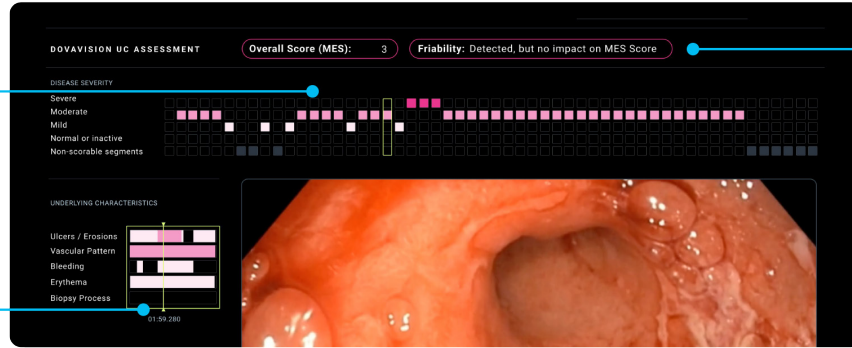 DOVAVISION UC ASSESSMENT
Overall Score (MES): 3
Friability: Detected, but no impact on MES Score
DISEASE SEVERITY
Severe
Moderate
Mild
Normal or inactive
Non-scorable segments
UNDERLYING CHARACTERISTICS
Ulcers / Erosions
Vascular Pattern
Bleeding
Erythema
Biopsy Process
01:59.280